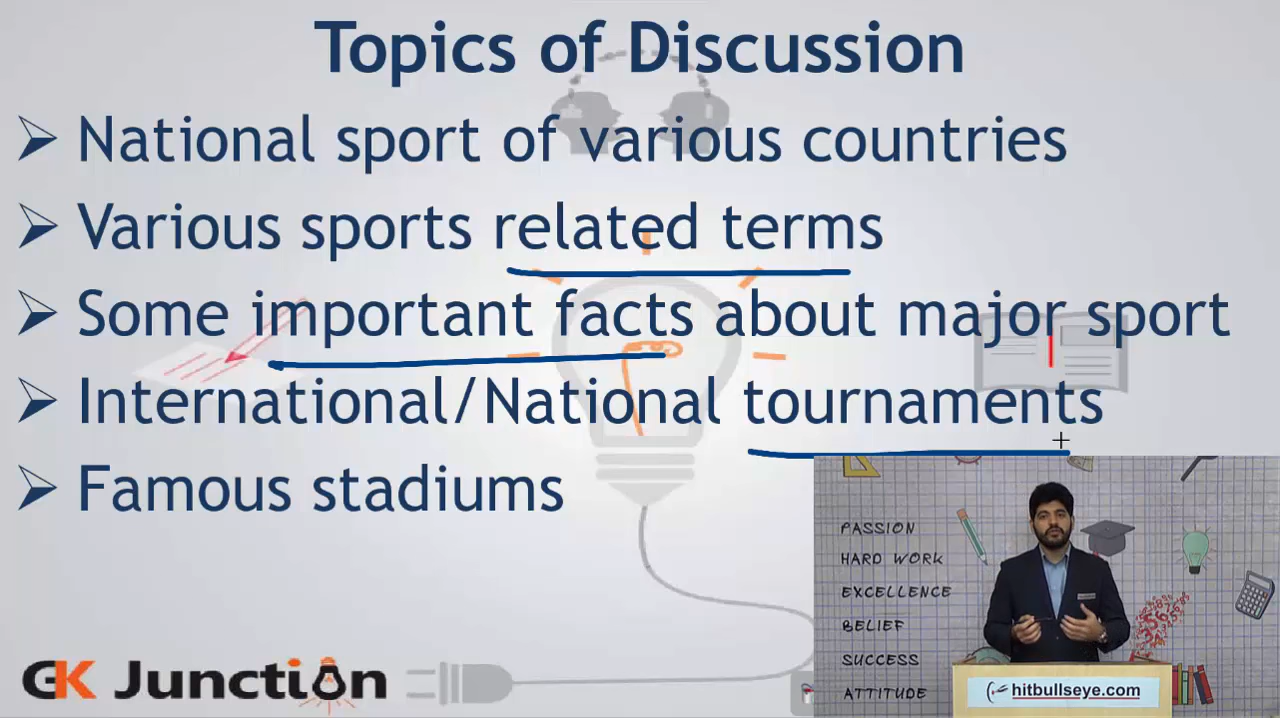 Topics of Discussion
National sport of various countries
Various sports related terms
Some important facts about major sport
International/National tournaments
Famous stadiums
PASSION
HARD WORK
EXCELLENCE
BELIEF
SUCCESS
ATTITUDE
GK Junction
hitbullseye.com